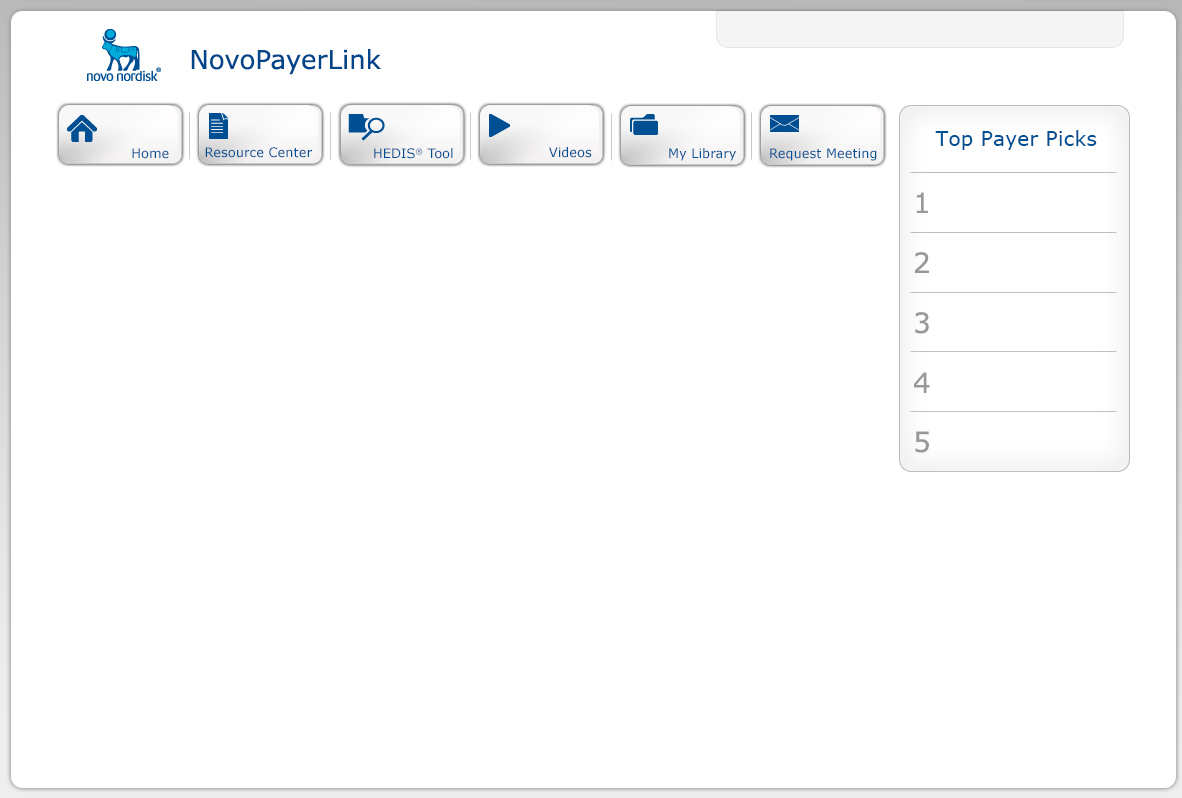 novo nordisk®
NovoPayerLink
Home
Resource Center
HEDIS® Tool
Videos
My Library
Request Meeting
Top Payer Picks
1
2
3
4
5